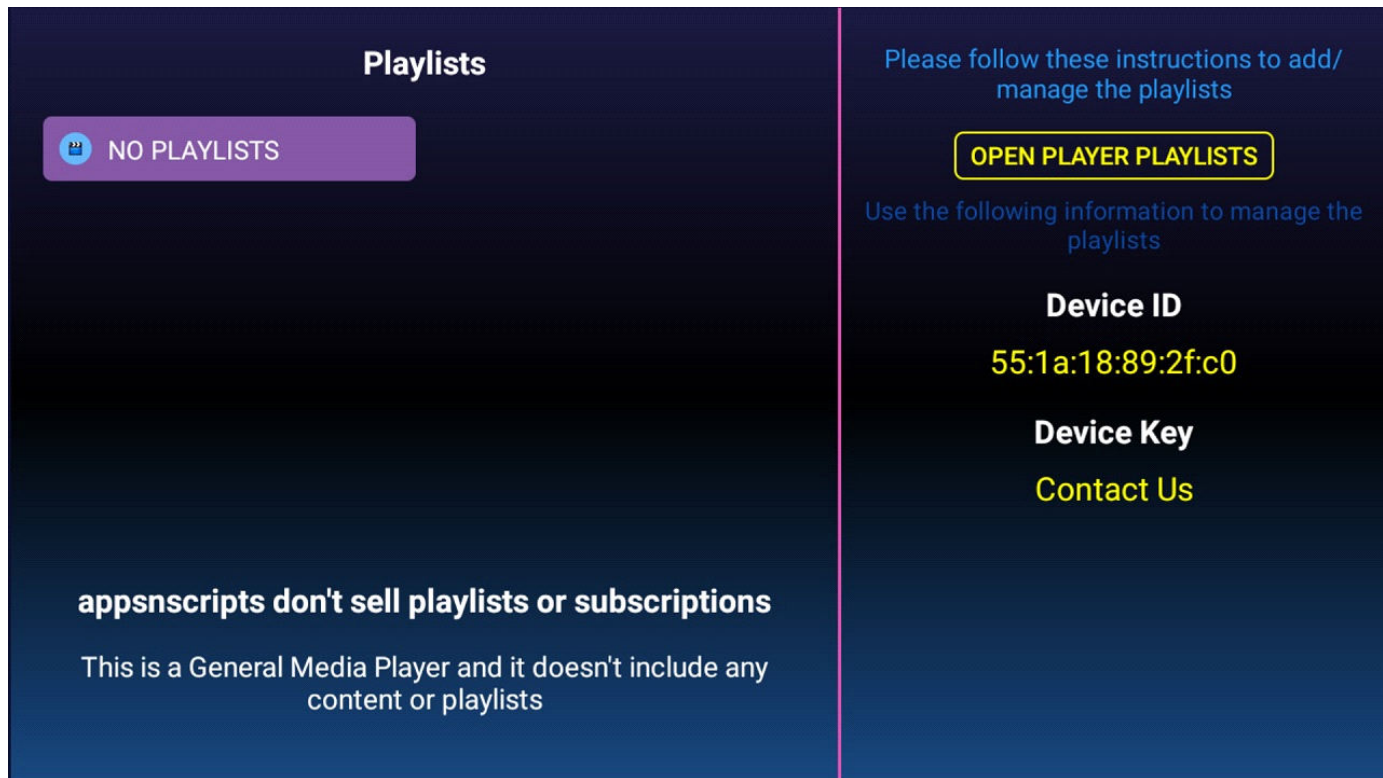 Playlists
NO PLAYLISTS
appsnscripts don't sell playlists or subscriptions
This is a General Media Player and it doesn't include any
content or playlists
Please follow these instructions to add/
manage the playlists
OPEN PLAYER PLAYLISTS
Use the following information to manage the
playlists
Device ID
55:1a:18:89:2f:c0
Device Key
Contact Us